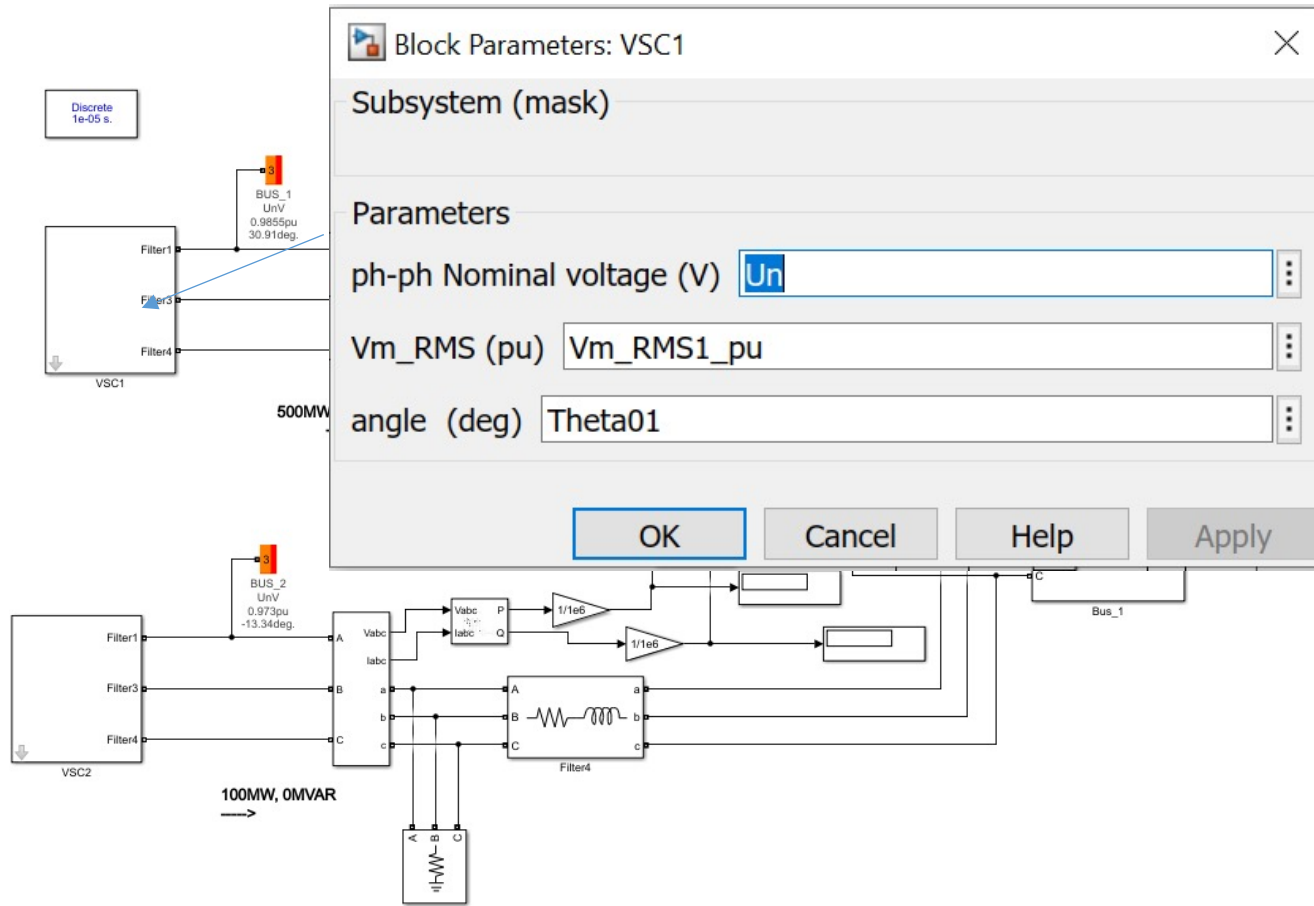 Block Parameters: VSC1
Subsystem (mask)
Parameters
ph-ph Nominal voltage (V) Un
Vm_RMS (pu) Vm_RMS1_pu
angle (deg) Theta01
OK Cancel Help Apply
Discrete
1e-05 s.
3
BUS_1
UnV
0.9855pu
30.91deg.
Filter1
Filter3
Filter4
VSC1
500MW
3
BUS_2
UnV
0.973pu
-13.34deg.
Filter1
Filter3
Filter4
VSC2
A
B
C
Vabc
Iabc
a
b
c
Vabc P
Iabc Q
1/1e6
1/1e6
A
B
C
a
b
c
Filter4
C
Bus_1
100MW, 0MVAR
---->
A B C